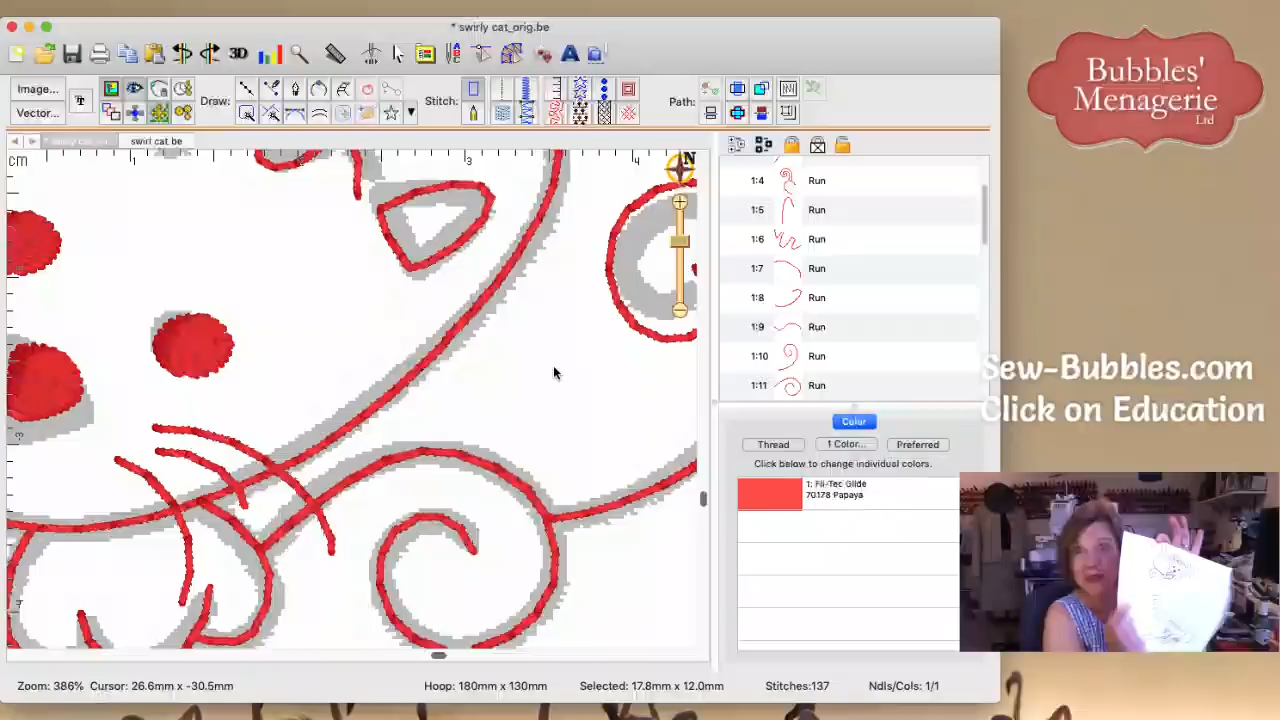 * swirly cat_orig.be
3D
Image...
Draw:
Stitch:
Path:
Vector...
swirl cat.be
cm
1
3
4
N
1:4 Run
1:5 Run
1:6 Run
1:7 Run
1:8 Run
1:9 Run
1:10 Run
1:11 Run
Color
Thread 1 Color... Preferred
Click below to change individual colors.
1: Fil-Tec Glide
70178 Papaya
Zoom: 386% Cursor: 26.6mm x -30.5mm Hoop: 180mm x 130mm Selected: 17.8mm x 12.0mm Stitches:137 Ndls/Cols: 1/1
Bubbles'
Menagerie
Ltd
Sew-Bubbles.com
Click on Education